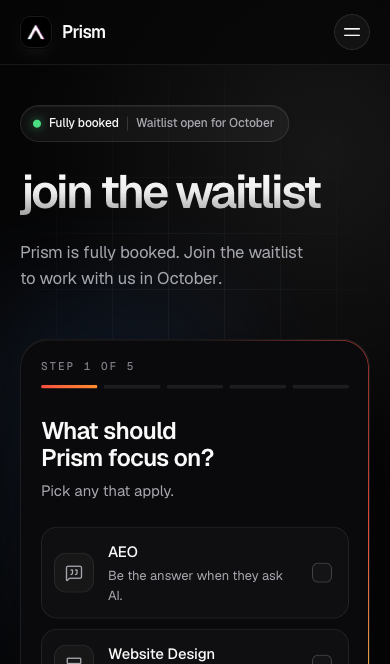 Prism
Fully booked | Waitlist open for October
join the waitlist
Prism is fully booked. Join the waitlist
to work with us in October.
STEP 1 OF 5
What should
Prism focus on?
Pick any that apply.
AEO
Be the answer when they ask
AI.
Website Design